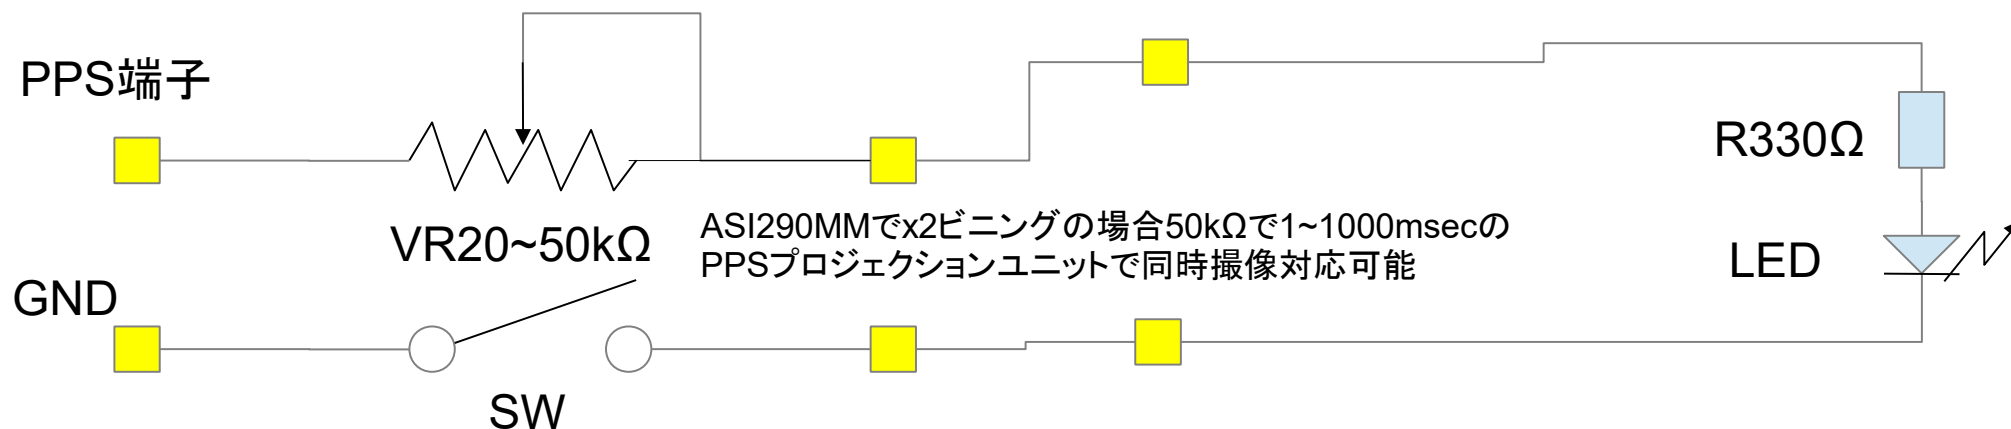 PPS端子
R330Ω
VR20~50kΩ
ASI290MMでx2ビニングの場合50kΩで1~1000msecの
PPSプロジェクションユニットで同時撮像対応可能
LED
GND
SW